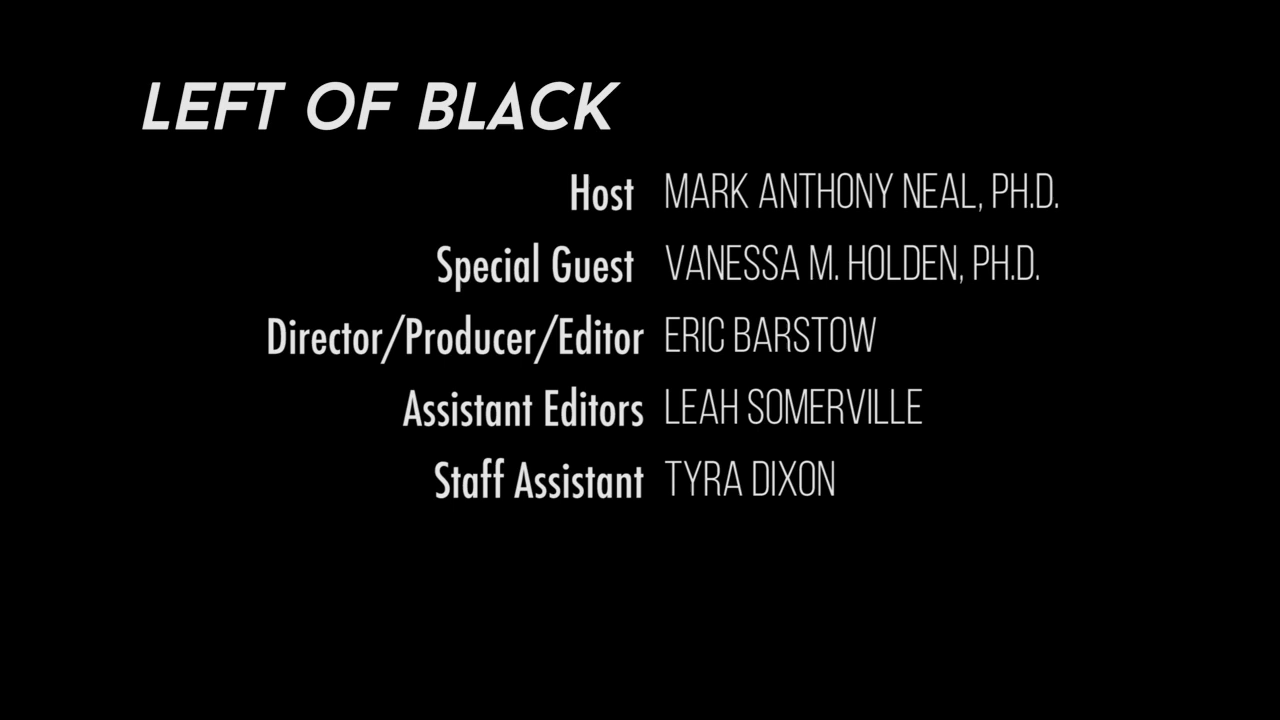 LEFT OF BLACK
Host MARK ANTHONY NEAL, PH.D.
Special Guest VANESSA M. HOLDEN, PH.D.
Director/Producer/Editor ERIC BARSTOW
Assistant Editors LEAH SOMERVILLE
Staff Assistant TYRA DIXON